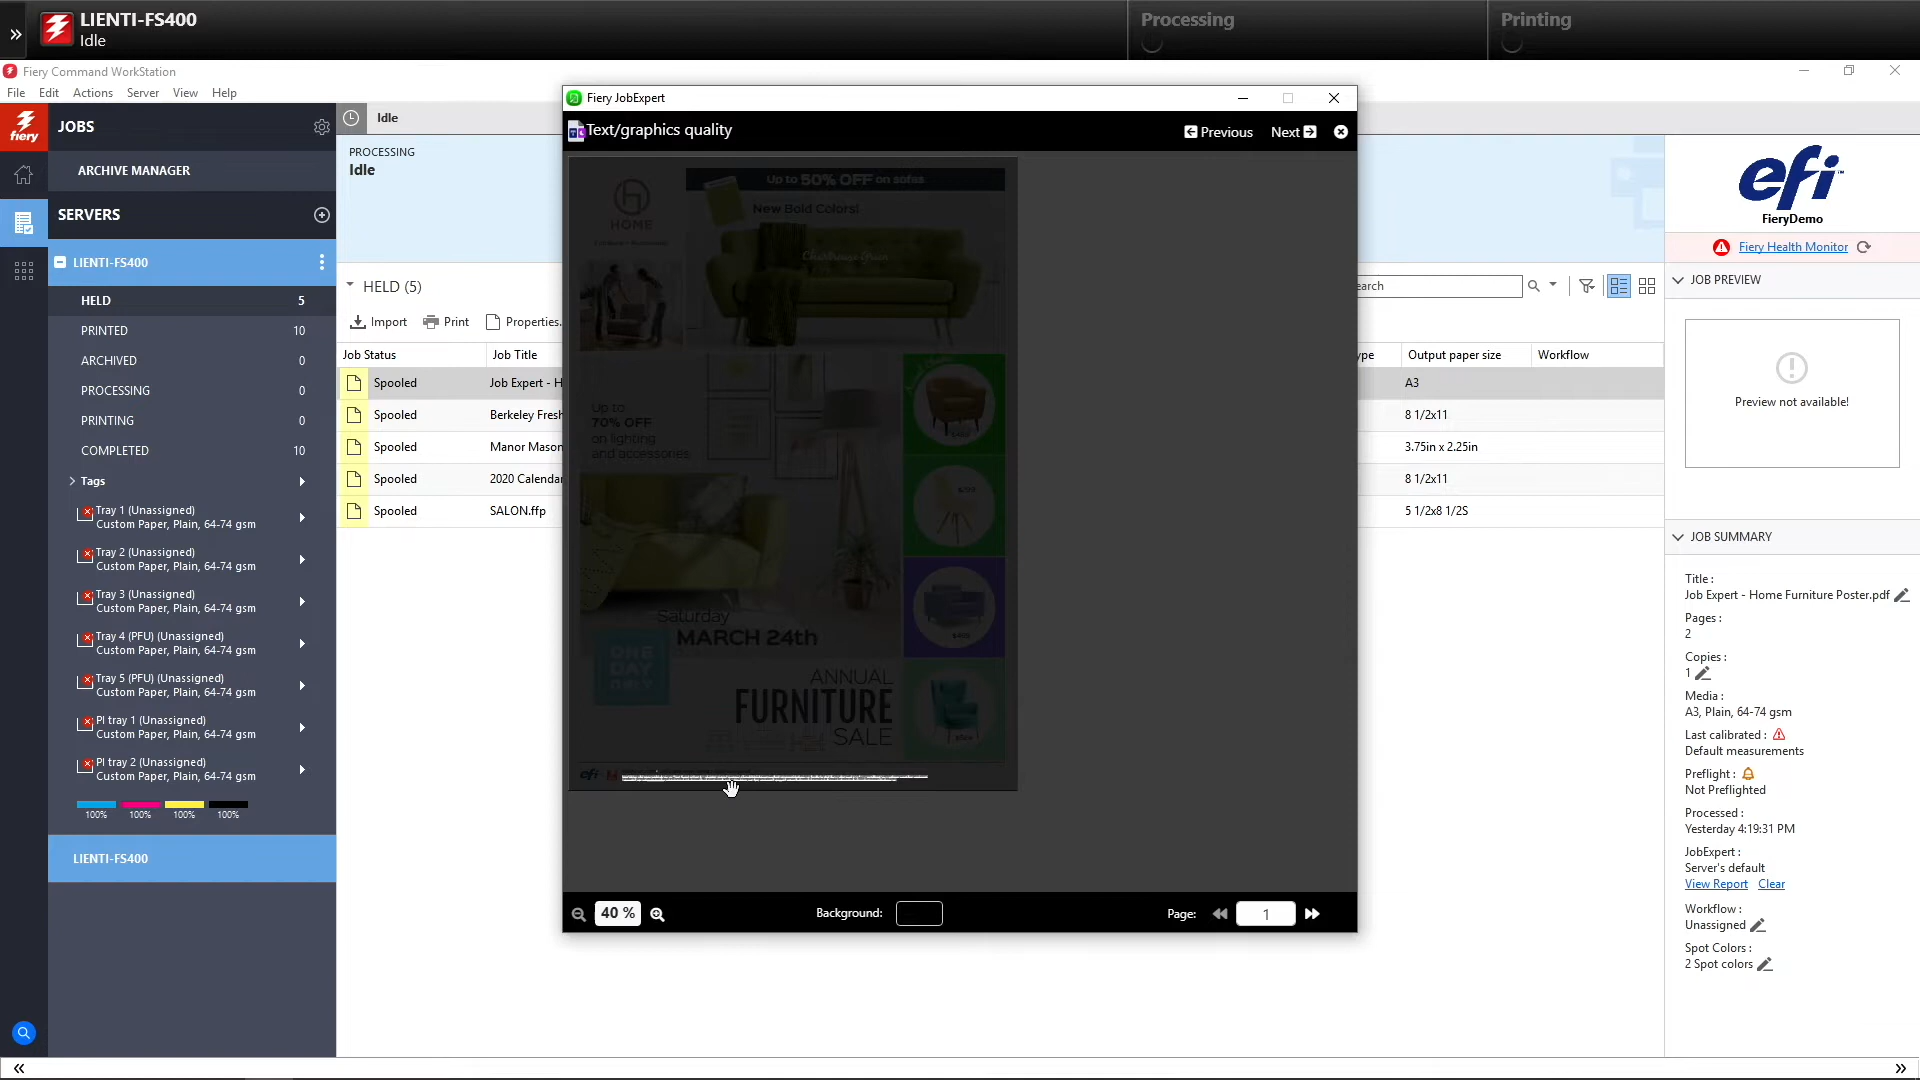 LIENTI-FS400
Idle
Processing
Printing
Fiery Command WorkStation
File Edit Actions Server View Help
fiery
JOBS
ARCHIVE MANAGER
SERVERS
LIENTI-FS400
HELD 5
PRINTED 10
ARCHIVED 0
PROCESSING 0
PRINTING 0
COMPLETED 10
Tags
Tray 1 (Unassigned)
Custom Paper, Plain, 64-74 gsm
Tray 2 (Unassigned)
Custom Paper, Plain, 64-74 gsm
Tray 3 (Unassigned)
Custom Paper, Plain, 64-74 gsm
Tray 4 (PFU) (Unassigned)
Custom Paper, Plain, 64-74 gsm
Tray 5 (PFU) (Unassigned)
Custom Paper, Plain, 64-74 gsm
PI tray 1 (Unassigned)
Custom Paper, Plain, 64-74 gsm
PI tray 2 (Unassigned)
Custom Paper, Plain, 64-74 gsm
100% 100% 100% 100%
LIENTI-FS400
Idle
PROCESSING
Idle
HELD (5)
Import Print Properties.
earch
Job Status Job Title ype Output paper size Workflow
Spooled Job Expert - H A3
Spooled Berkeley Fresh 8 1/2x11
Spooled Manor Mason 3.75in x 2.25in
Spooled 2020 Calendar 8 1/2x11
Spooled SALON.ffp 5 1/2x8 1/2S
Fiery JobExpert
Text/graphics quality
Previous Next
Up to 50% OFF on sofas
HOME
New Bold Colors!
Chartreuse Green
Up to
70% OFF
on lighting
and accessories
$299
Saturday
MARCH 24th
ONE
DAY
ONLY
ANNUAL
FURNITURE
SALE
efi
40 %
Background:
Page: 1
efi
FieryDemo
Fiery Health Monitor
JOB PREVIEW
Preview not available!
JOB SUMMARY
Title :
Job Expert - Home Furniture Poster.pdf
Pages :
2
Copies :
1
Media :
A3, Plain, 64-74 gsm
Last calibrated :
Default measurements
Preflight :
Not Preflighted
Processed :
Yesterday 4:19:31 PM
JobExpert :
Server's default
View Report Clear
Workflow :
Unassigned
Spot Colors :
2 Spot colors